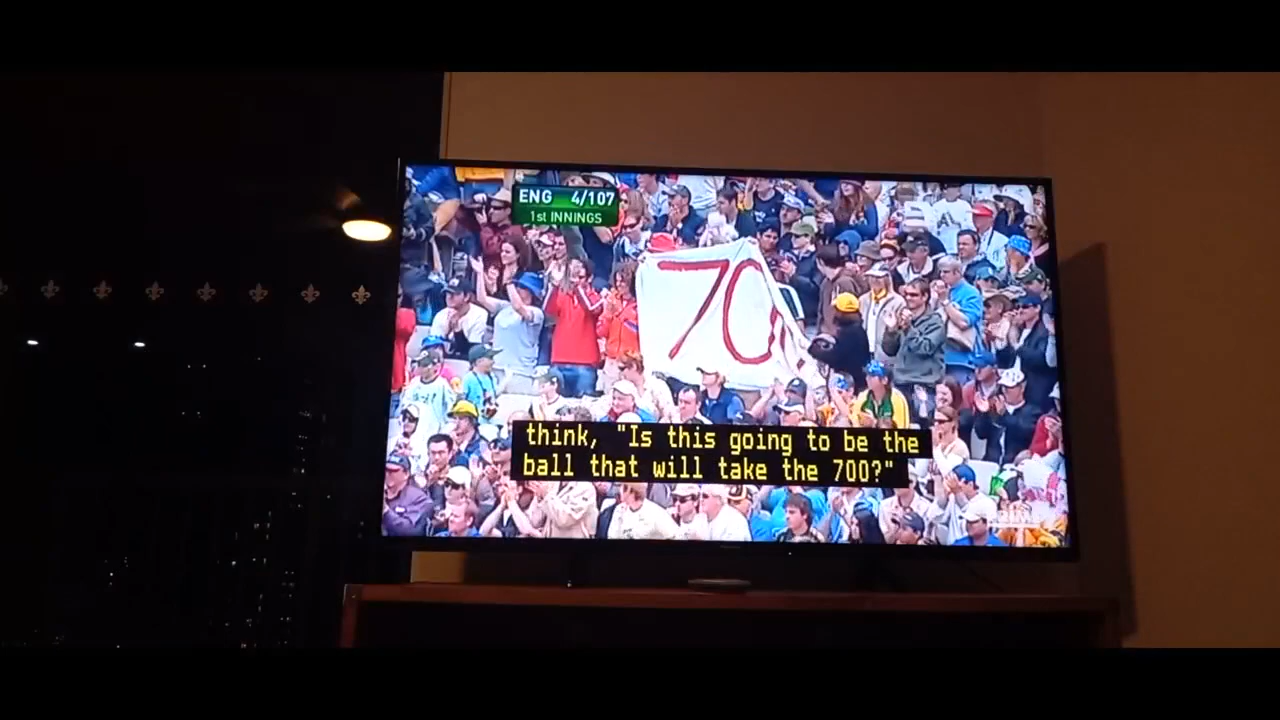 ENG 4/107
1st INNINGS
70
think, "Is this going to be the
ball that will take the 700?"